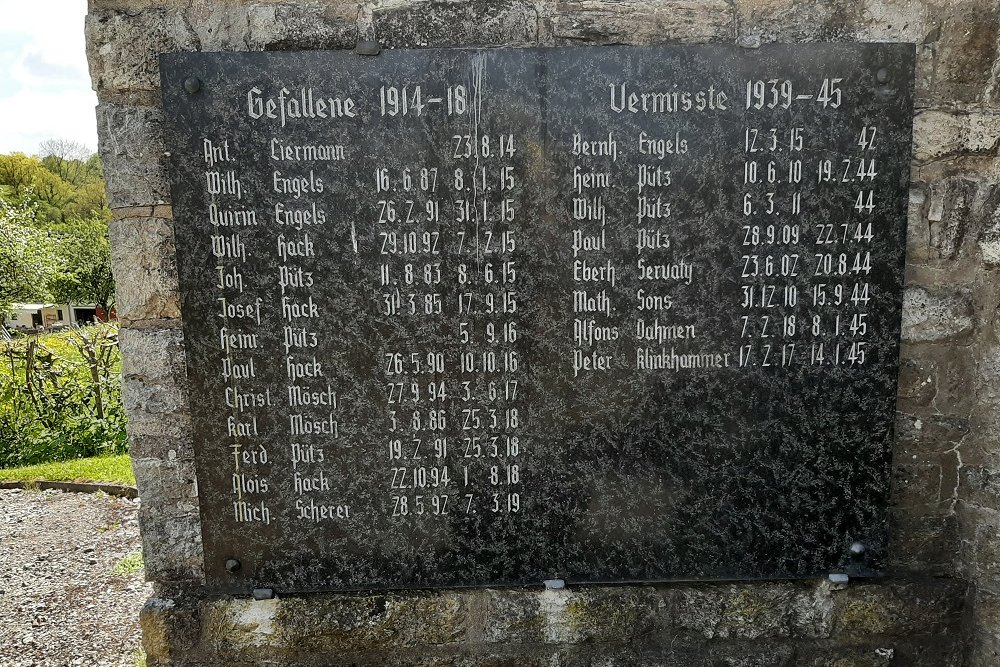 Gefallene 1914-18
Ant. Liermann 23.8.14
Wilh. Engels 16.6.87 8.1.15
Quirin Engels 26.2.91 31.1.15
Wilh. Hack 29.10.92 7.2.15
Joh. Pütz 11.8.83 8.6.15
Josef Hack 31.3.85 17.9.15
Heinr. Pütz 5.9.16
Paul Hack 26.5.90 10.10.16
Christ. Mösch 27.9.94 3.6.17
Karl Mösch 3.8.86 25.3.18
Ferd. Pütz 19.2.91 25.3.18
Alois Hack 22.10.94 1.8.18
Mich. Scherer 28.5.92 7.3.19
Vermisste 1939-45
Bernh. Engels 12.3.15 42
Heinr. Pütz 10.6.10 19.2.44
Wilh. Pütz 6.3.11 44
Paul Pütz 28.9.09 22.7.44
Eberh. Servaty 23.6.02 20.8.44
Math. Sons 31.12.10 15.9.44
Alfons Dahmen 7.2.18 8.1.45
Peter Klinkhammer 17.2.17 14.1.45